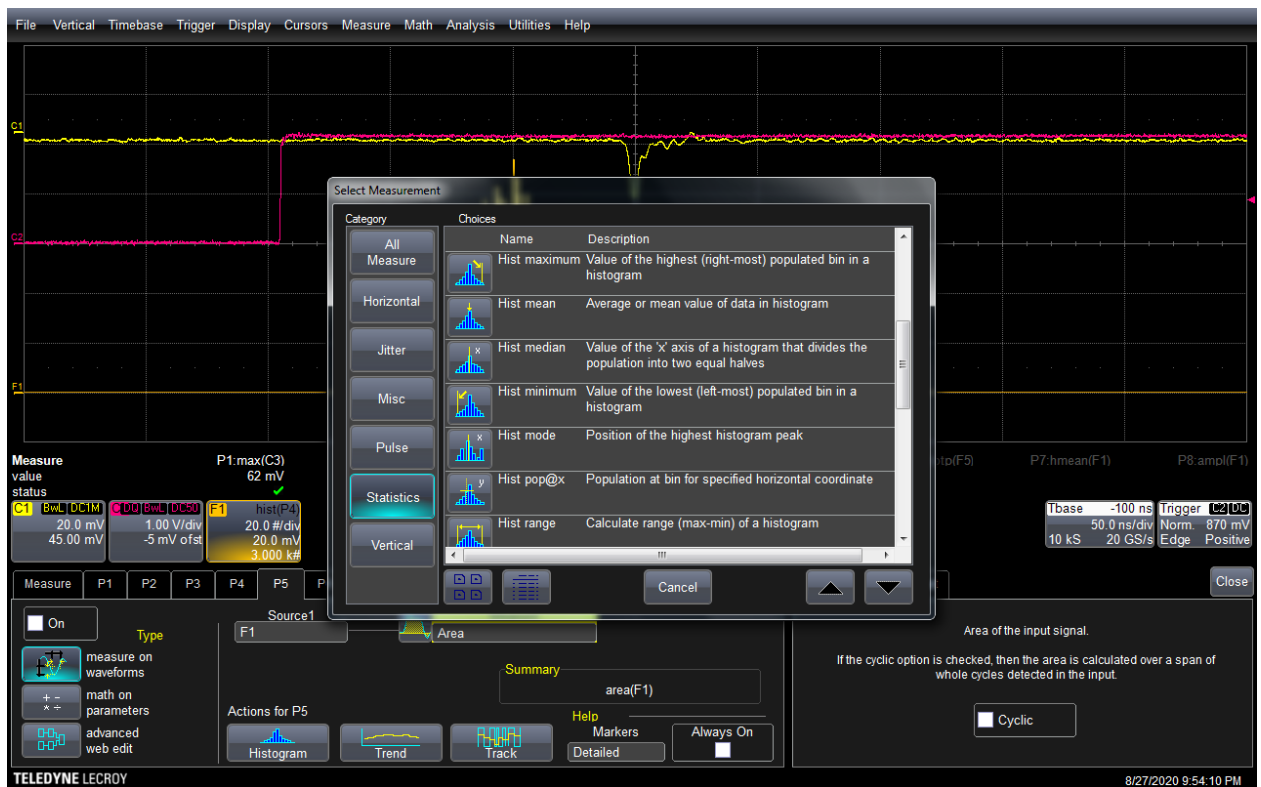 File Vertical Timebase Trigger Display Cursors Measure Math Analysis Utilities Help
C1
C2
F1
Select Measurement
Category Choices
Name Description
All Measure
Horizontal
Jitter
Misc
Pulse
Statistics
Vertical
Hist maximum Value of the highest (right-most) populated bin in a
histogram
Hist mean Average or mean value of data in histogram
Hist median Value of the 'x' axis of a histogram that divides the
population into two equal halves
Hist minimum Value of the lowest (left-most) populated bin in a
histogram
Hist mode Position of the highest histogram peak
Hist pop@x Population at bin for specified horizontal coordinate
Hist range Calculate range (max-min) of a histogram
Cancel
Measure P1:max(C3) P7:hmean(F1) P8:ampl(F1)
value 62 mV
status
C1 BwL DC1M
20.0 mV
45.00 mV
BwL DC50
1.00 V/div
-5 mV ofst
F1 hist(P4)
20.0 #/div
20.0 mV
3.000 k#
Tbase -100 ns
50.0 ns/div
10 kS 20 GS/s
Trigger C2 DC
Norm. 870 mV
Edge Positive
Measure P1 P2 P3 P4 P5
Close
On
Type
measure on
waveforms
math on
parameters
advanced
web edit
Source1
F1
Area
Summary
area(F1)
Actions for P5
Histogram Trend Track
Help
Markers
Detailed
Always On
Area of the input signal.
If the cyclic option is checked, then the area is calculated over a span of
whole cycles detected in the input.
Cyclic
TELEDYNE LECROY 8/27/2020 9:54:10 PM